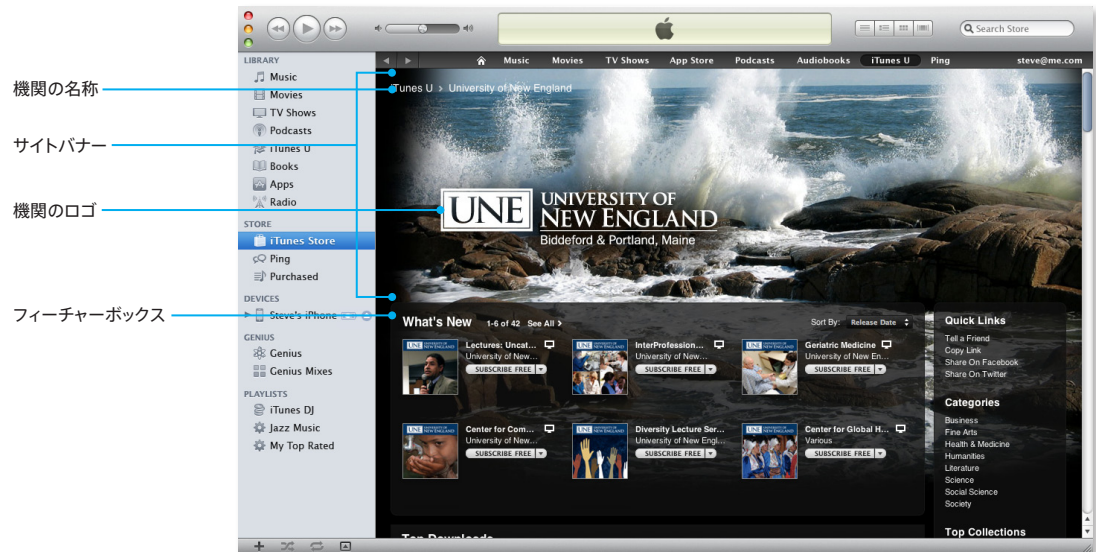 機関の名称
サイトバナー
機関のロゴ
フィーチャーボックス
Search Store
LIBRARY
Music
Movies
TV Shows
Podcasts
iTunes U
Books
Apps
Radio
STORE
iTunes Store
Ping
Purchased
DEVICES
Steve's iPhone
GENIUS
Genius
Genius Mixes
PLAYLISTS
iTunes DJ
Jazz Music
My Top Rated
Music Movies TV Shows App Store Podcasts Audiobooks iTunes U Ping steve@me.com
iTunes U > University of New England
UNE UNIVERSITY OF NEW ENGLAND
Biddeford & Portland, Maine
What's New 1-6 of 42 See All >
Sort By: Release Date
Lectures: Uncat...
University of New...
SUBSCRIBE FREE
InterProfession...
University of New...
SUBSCRIBE FREE
Geriatric Medicine
University of New En...
SUBSCRIBE FREE
Center for Com...
University of New...
SUBSCRIBE FREE
Diversity Lecture Ser...
University of New Engl...
SUBSCRIBE FREE
Center for Global H...
Various
SUBSCRIBE FREE
Quick Links
Tell a Friend
Copy Link
Share On Facebook
Share On Twitter
Categories
Business
Fine Arts
Health & Medicine
Humanities
Literature
Science
Social Science
Society
Top Collections
Top Downloads